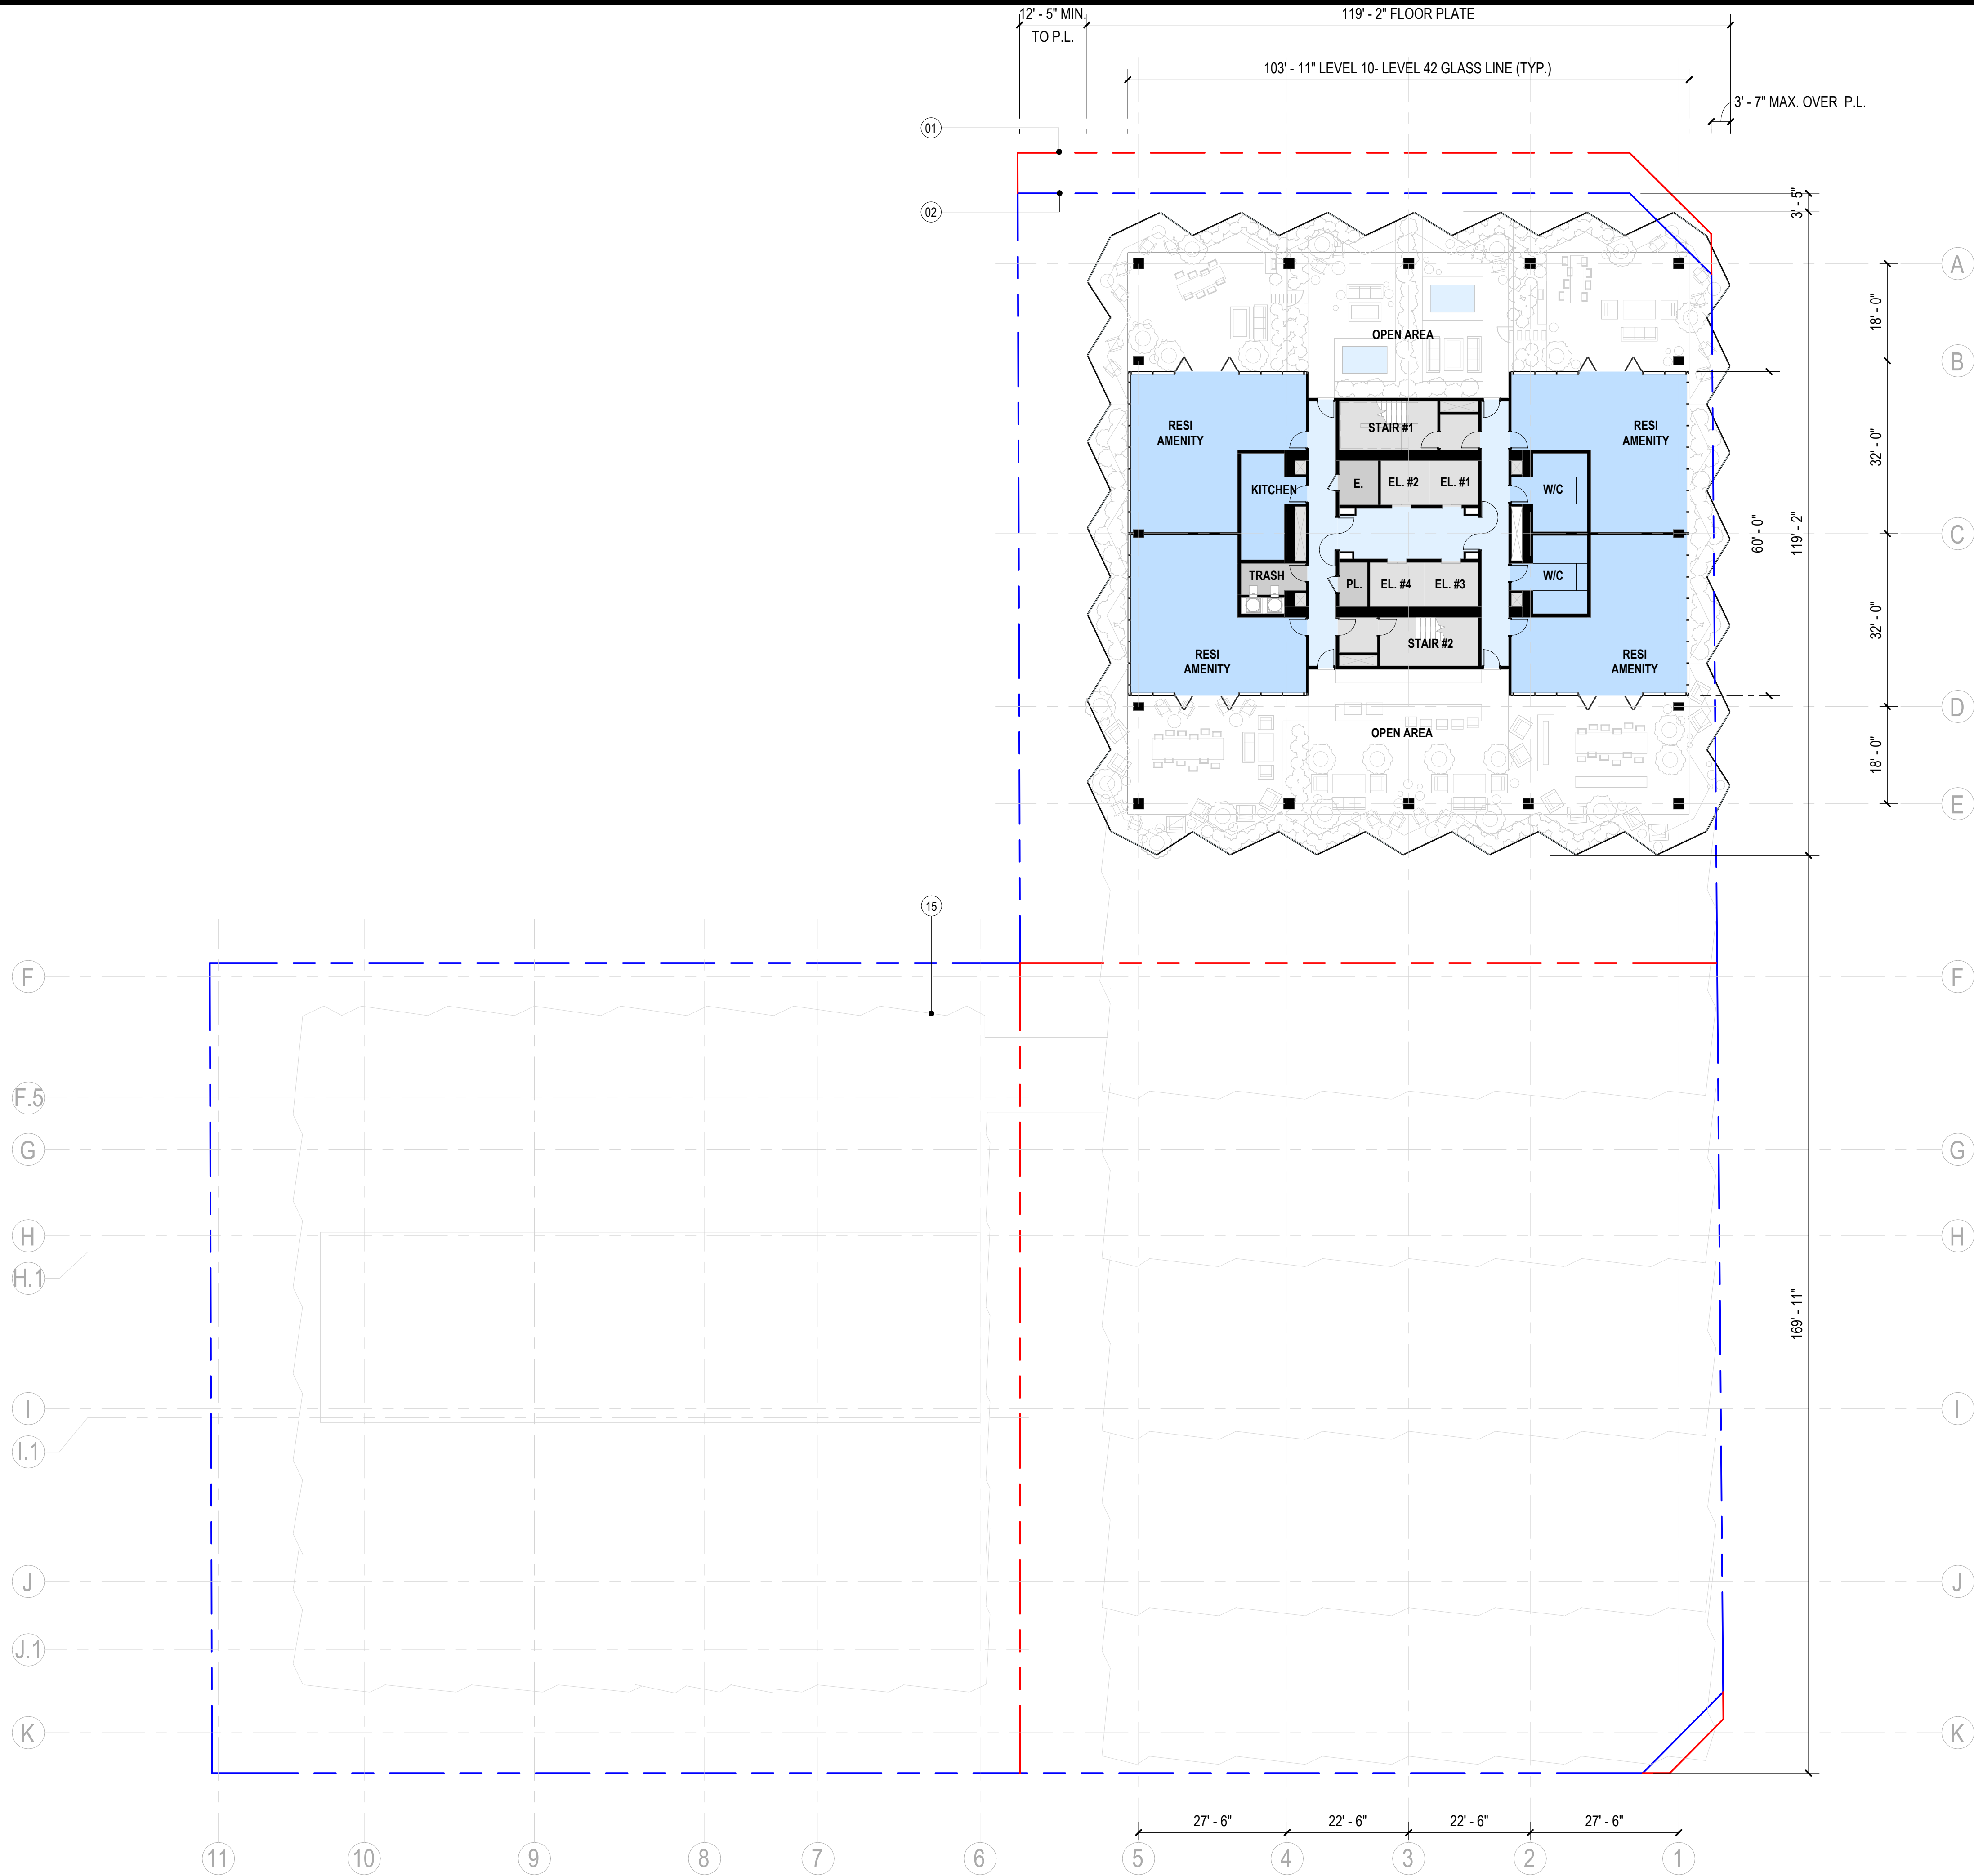 12' - 5" MIN.
TO P.L.
119' - 2" FLOOR PLATE
103' - 11" LEVEL 10- LEVEL 42 GLASS LINE (TYP.)
3' - 7" MAX. OVER P.L.
01
02
3' - 5"
A
18' - 0"
OPEN AREA
B
RESI
AMENITY
STAIR #1
RESI
AMENITY
32' - 0"
KITCHEN
E.
EL. #2
EL. #1
W/C
60' - 0"
119' - 2"
C
TRASH
PL.
EL. #4
EL. #3
W/C
32' - 0"
RESI
AMENITY
STAIR #2
RESI
AMENITY
D
OPEN AREA
18' - 0"
E
15
F
F
F.5
G
G
H
H
H.1
169' - 11"
I
I
I.1
J
J
J.1
K
K
27' - 6"
22' - 6"
22' - 6"
27' - 6"
11
10
9
8
7
6
5
4
3
2
1